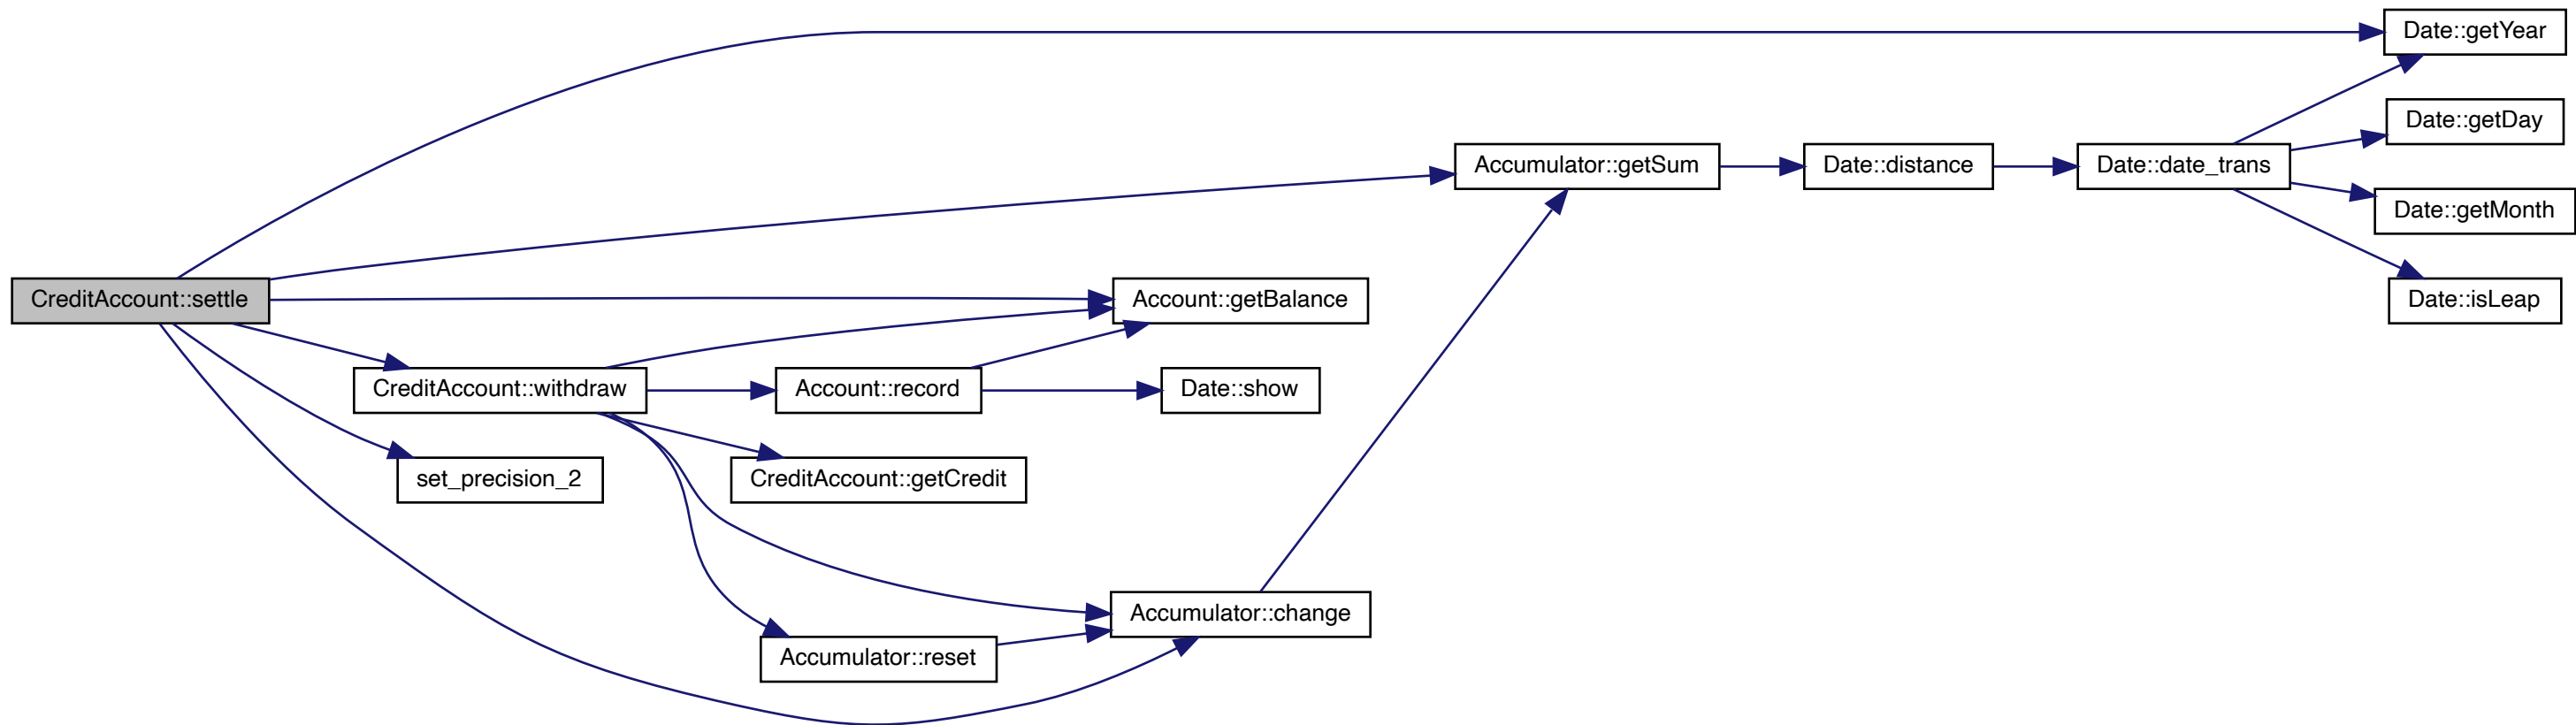 Date::getYear
Date::getDay
Accumulator::getSum
Date::distance
Date::date_trans
Date::getMonth
CreditAccount::settle
Account::getBalance
Date::isLeap
CreditAccount::withdraw
Account::record
Date::show
set_precision_2
CreditAccount::getCredit
Accumulator::change
Accumulator::reset